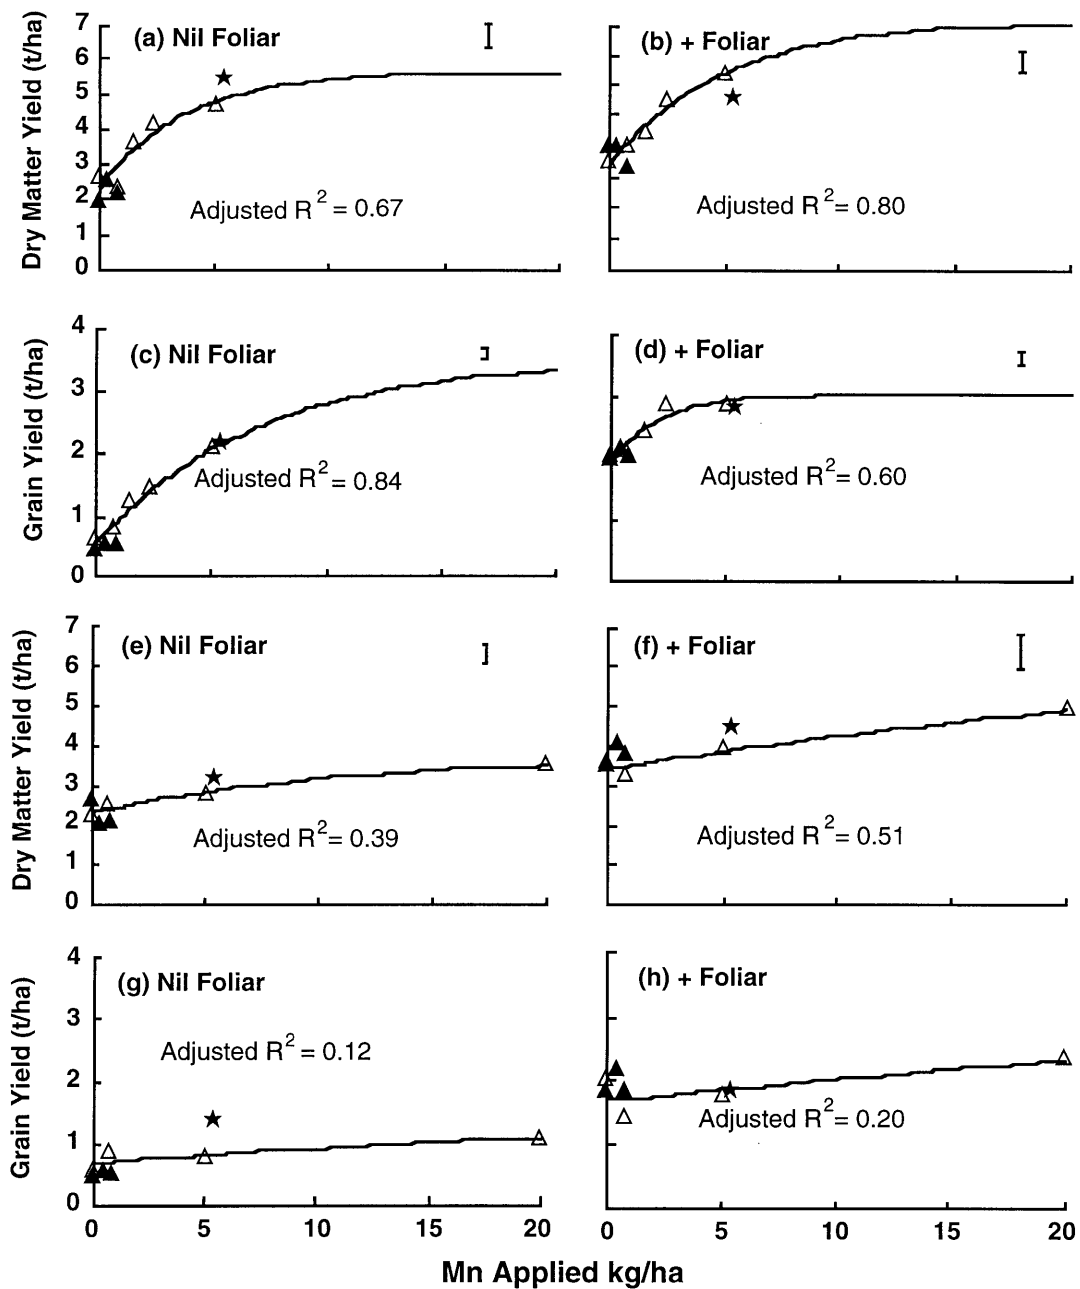 Dry Matter Yield (t/ha)
7
6
5
4
3
2
1
0
(a) Nil Foliar
Adjusted R2 = 0.67
(b) + Foliar
Adjusted R2 = 0.80
Grain Yield (t/ha)
4
3
2
1
0
(c) Nil Foliar
Adjusted R2 = 0.84
(d) + Foliar
Adjusted R2 = 0.60
Dry Matter Yield (t/ha)
7
6
5
4
3
2
1
0
(e) Nil Foliar
Adjusted R2 = 0.39
(f) + Foliar
Adjusted R2 = 0.51
Grain Yield (t/ha)
4
3
2
1
0
(g) Nil Foliar
Adjusted R2 = 0.12
(h) + Foliar
Adjusted R2 = 0.20
0 5 10 15 20
0 5 10 15 20
Mn Applied kg/ha